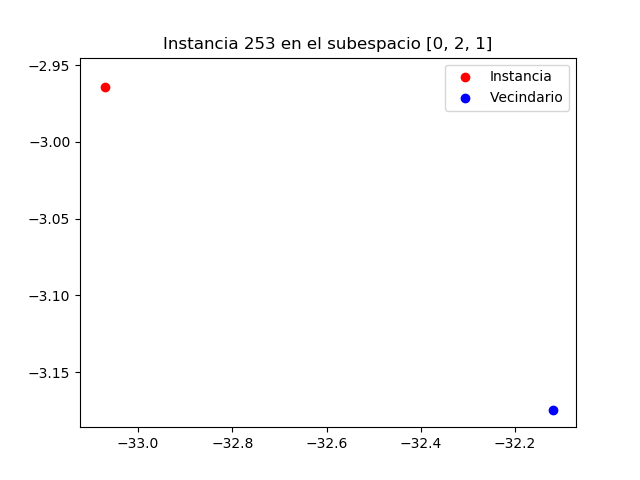 Instancia 253 en el subespacio [0, 2, 1]
−2.95
−3.00
−3.05
−3.10
−3.15
Instancia
Vecindario
−33.0 −32.8 −32.6 −32.4 −32.2